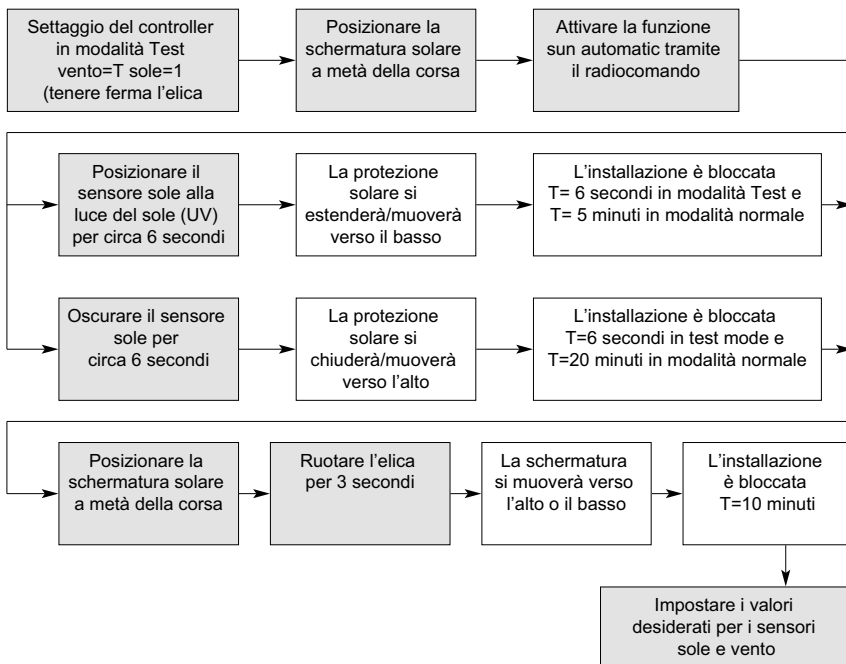 Settaggio del controller
in modalità Test
vento=T sole=1
(tenere ferma l'elica
Posizionare la
schermatura solare
a metà della corsa
Attivare la funzione
sun automatic tramite
il radiocomando
Posizionare il
sensore sole alla
luce del sole (UV)
per circa 6 secondi
La protezione
solare si
estenderà/muoverà
verso il basso
L'installazione è bloccata
T= 6 secondi in modalità Test e
T= 5 minuti in modalità normale
Oscurare il sensore
sole per
circa 6 secondi
La protezione
solare si
chiuderà/muoverà
verso l'alto
L'installazione è bloccata
T=6 secondi in test mode e
T=20 minuti in modalità normale
Posizionare la
schermatura solare
a metà della corsa
Ruotare l'elica
per 3 secondi
La schermatura
si muoverà verso
l'alto o il basso
L'installazione
è bloccata
T=10 minuti
Impostare i valori
desiderati per i sensori
sole e vento